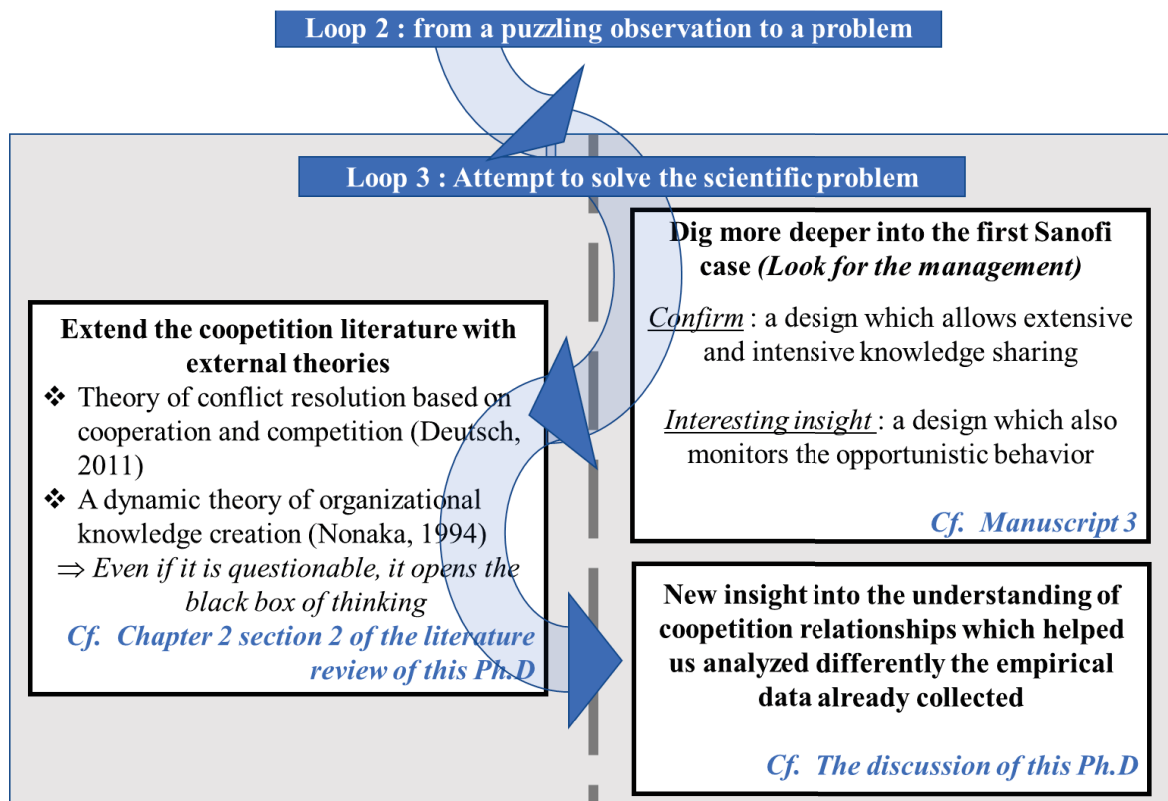 Loop 2 : from a puzzling observation to a problem
Loop 3 : Attempt to solve the scientific problem
Dig more deeper into the first Sanofi
case (Look for the management)
Confirm : a design which allows extensive
and intensive knowledge sharing
Interesting insight : a design which also
monitors the opportunistic behavior
Cf. Manuscript 3
Extend the coopetition literature with
external theories
❖ Theory of conflict resolution based on
cooperation and competition (Deutsch,
2011)
❖ A dynamic theory of organizational
knowledge creation (Nonaka, 1994)
⇒ Even if it is questionable, it opens the
black box of thinking
Cf. Chapter 2 section 2 of the literature
review of this Ph.D
New insight into the understanding of
coopetition relationships which helped
us analyzed differently the empirical
data already collected
Cf. The discussion of this Ph.D